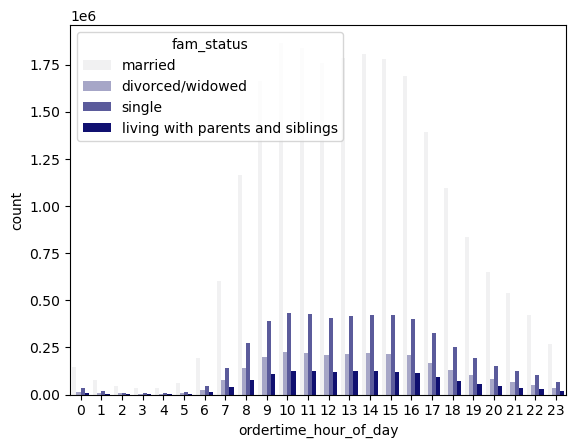 1e6
fam_status
married
divorced/widowed
single
living with parents and siblings
1.75
1.50
1.25
1.00
0.75
0.50
0.25
0.00
count
0 1 2 3 4 5 6 7 8 9 10 11 12 13 14 15 16 17 18 19 20 21 22 23
ordertime_hour_of_day